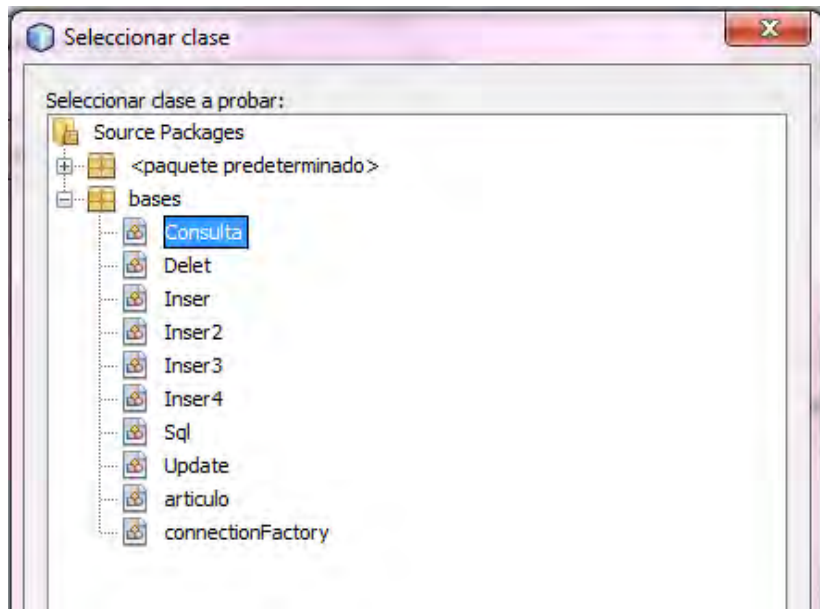 Seleccionar clase
Seleccionar clase a probar:
Source Packages
<paquete predeterminado>
bases
Consulta
Delet
Inser
Inser2
Inser3
Inser4
Sql
Update
articulo
connectionFactory